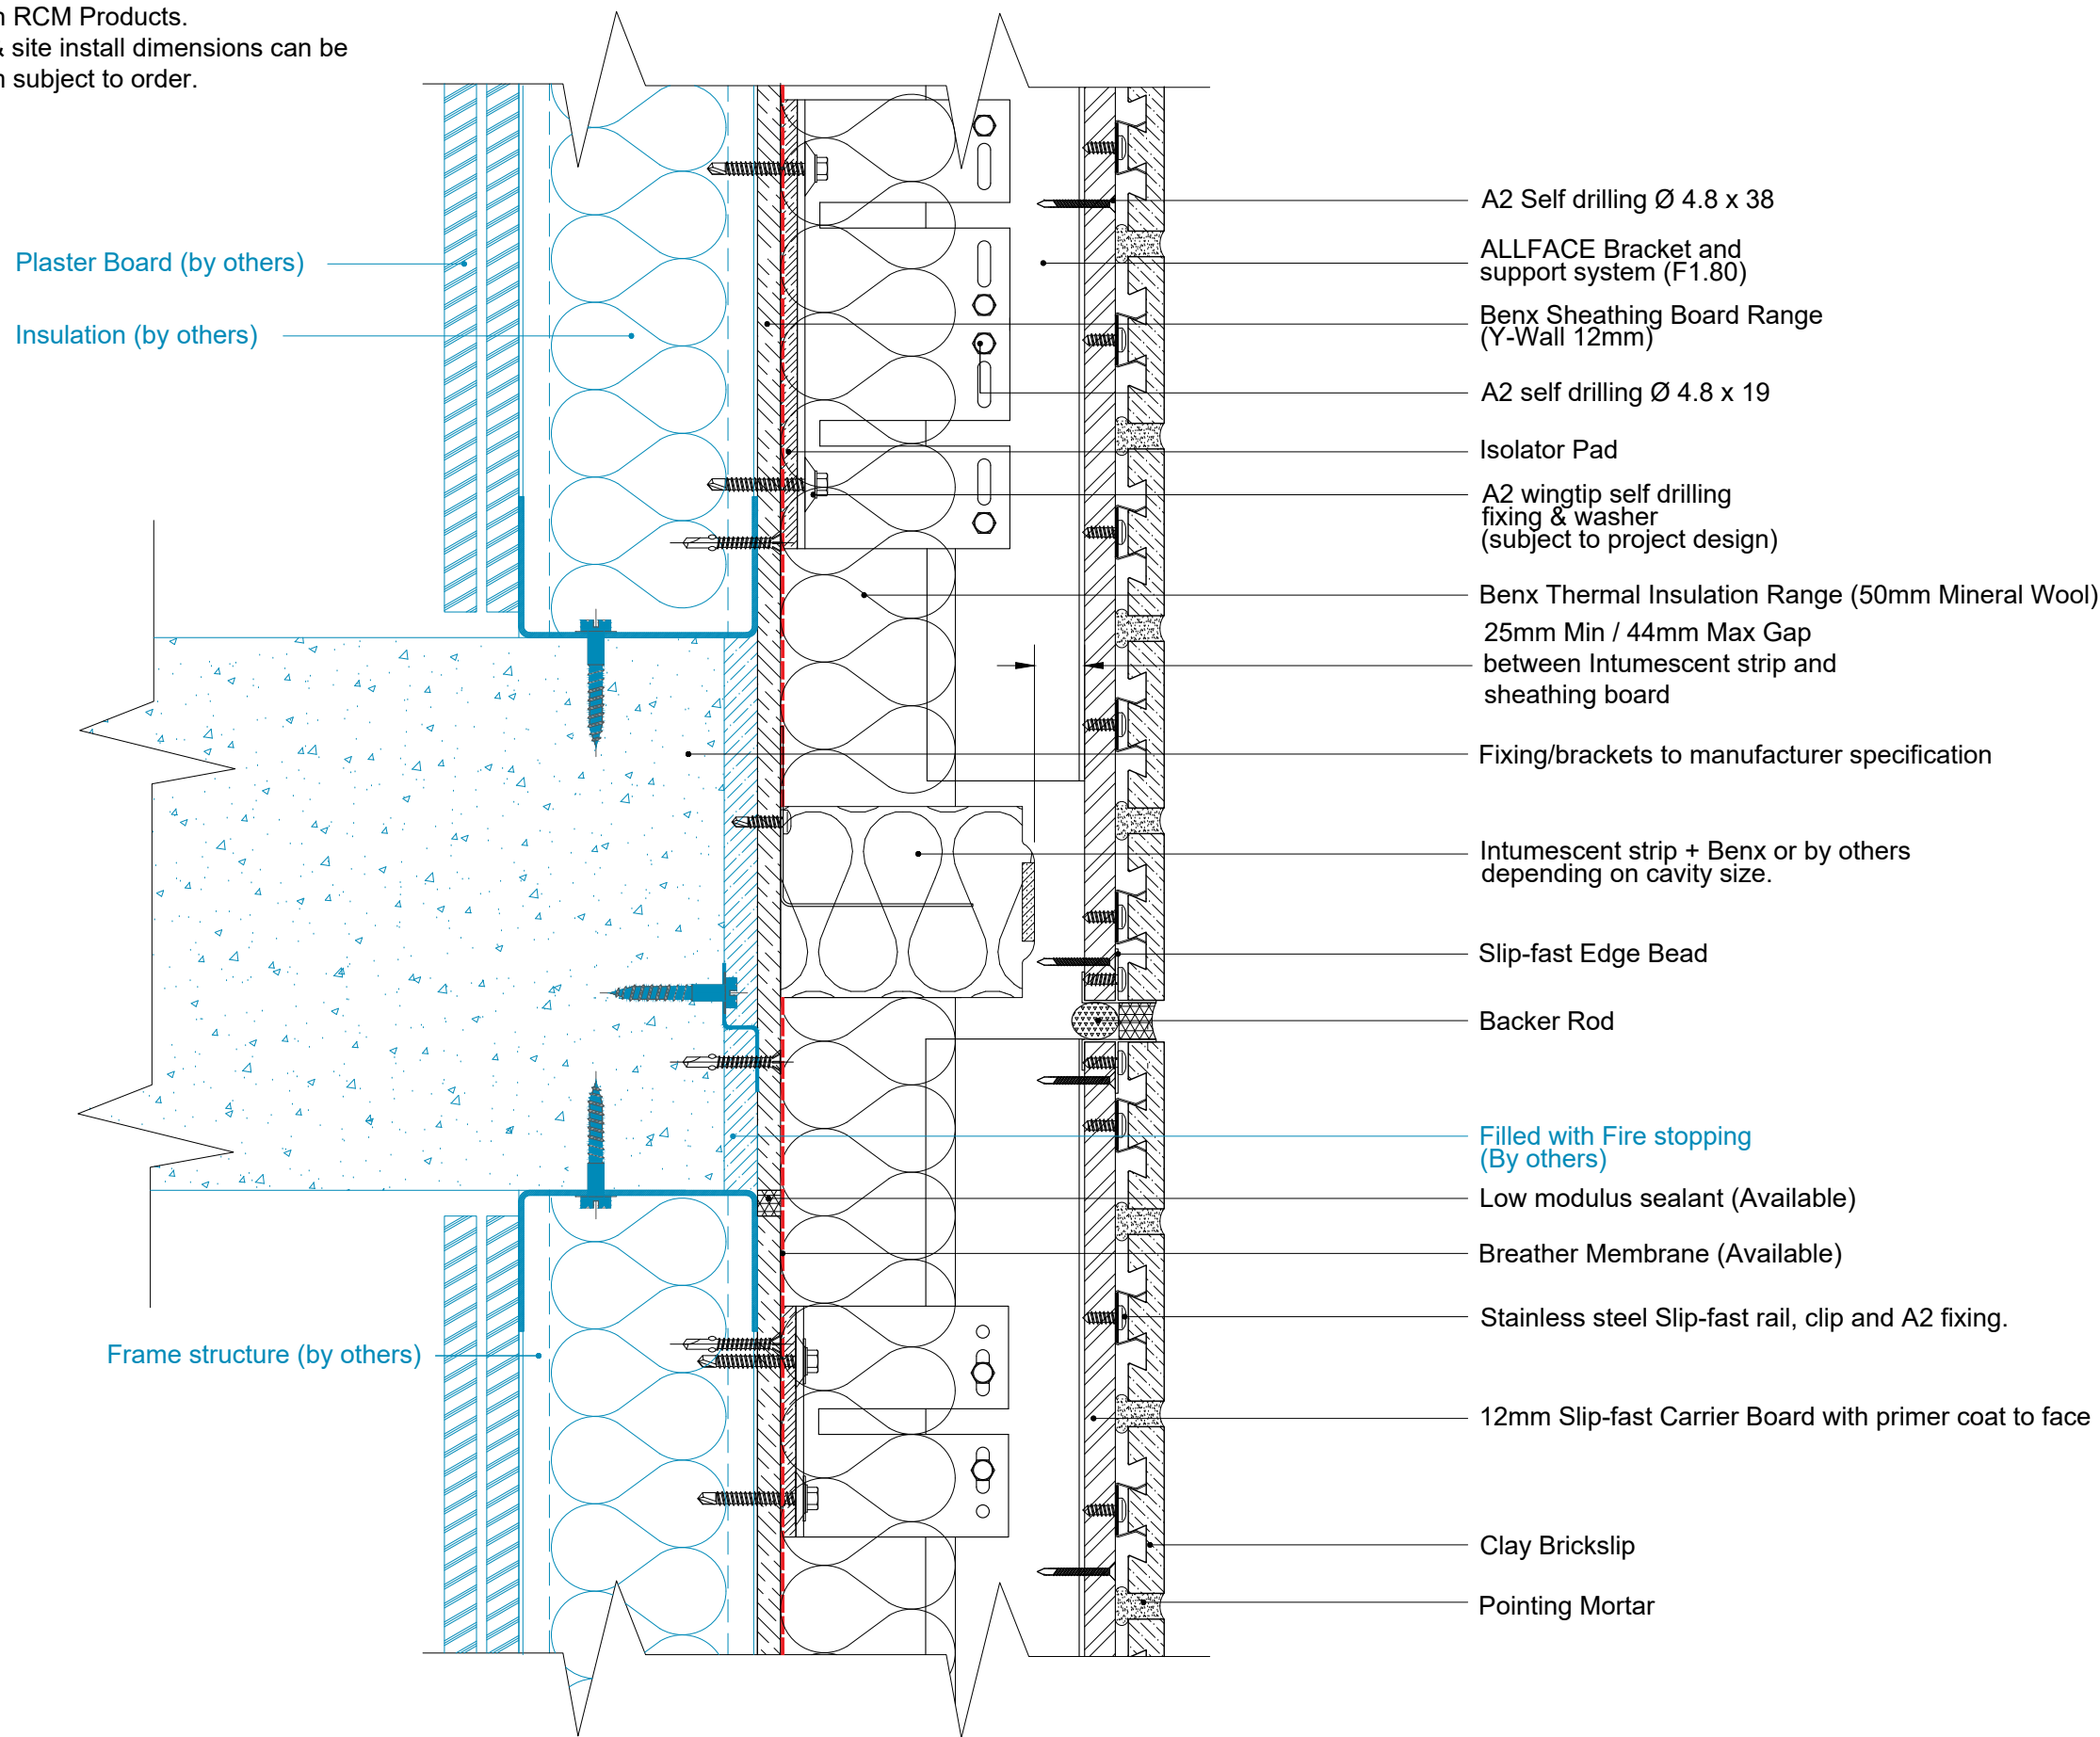 RCM Products.
& site install dimensions can be
subject to order.
Plaster Board (by others)
Insulation (by others)
Frame structure (by others)
A2 Self drilling Ø 4.8 x 38
ALLFACE Bracket and
support system (F1.80)
Benx Sheathing Board Range
(Y-Wall 12mm)
A2 self drilling Ø 4.8 x 19
Isolator Pad
A2 wingtip self drilling
fixing & washer
(subject to project design)
Benx Thermal Insulation Range (50mm Mineral Wool)
25mm Min / 44mm Max Gap
between Intumescent strip and
sheathing board
Fixing/brackets to manufacturer specification
Intumescent strip + Benx or by others
depending on cavity size.
Slip-fast Edge Bead
Backer Rod
Filled with Fire stopping
(By others)
Low modulus sealant (Available)
Breather Membrane (Available)
Stainless steel Slip-fast rail, clip and A2 fixing.
12mm Slip-fast Carrier Board with primer coat to face
Clay Brickslip
Pointing Mortar